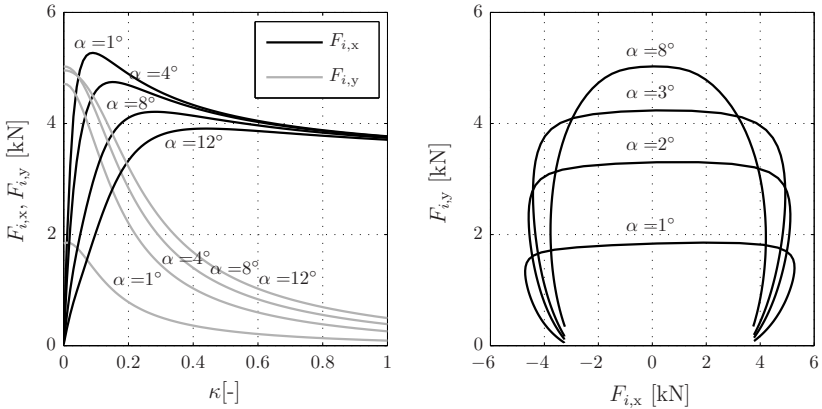 F_{i,x}, F_{i,y} [kN]
6
4
2
0
α =1°
α =4°
α =8°
α =12°
F_{i,x}
F_{i,y}
α =1°
α =4°
α =8°
α =12°
0 0.2 0.4 0.6 0.8 1
κ[-]
F_{i,y} [kN]
6
4
2
0
α =8°
α =3°
α =2°
α =1°
−6 −4 −2 0 2 4 6
F_{i,x} [kN]